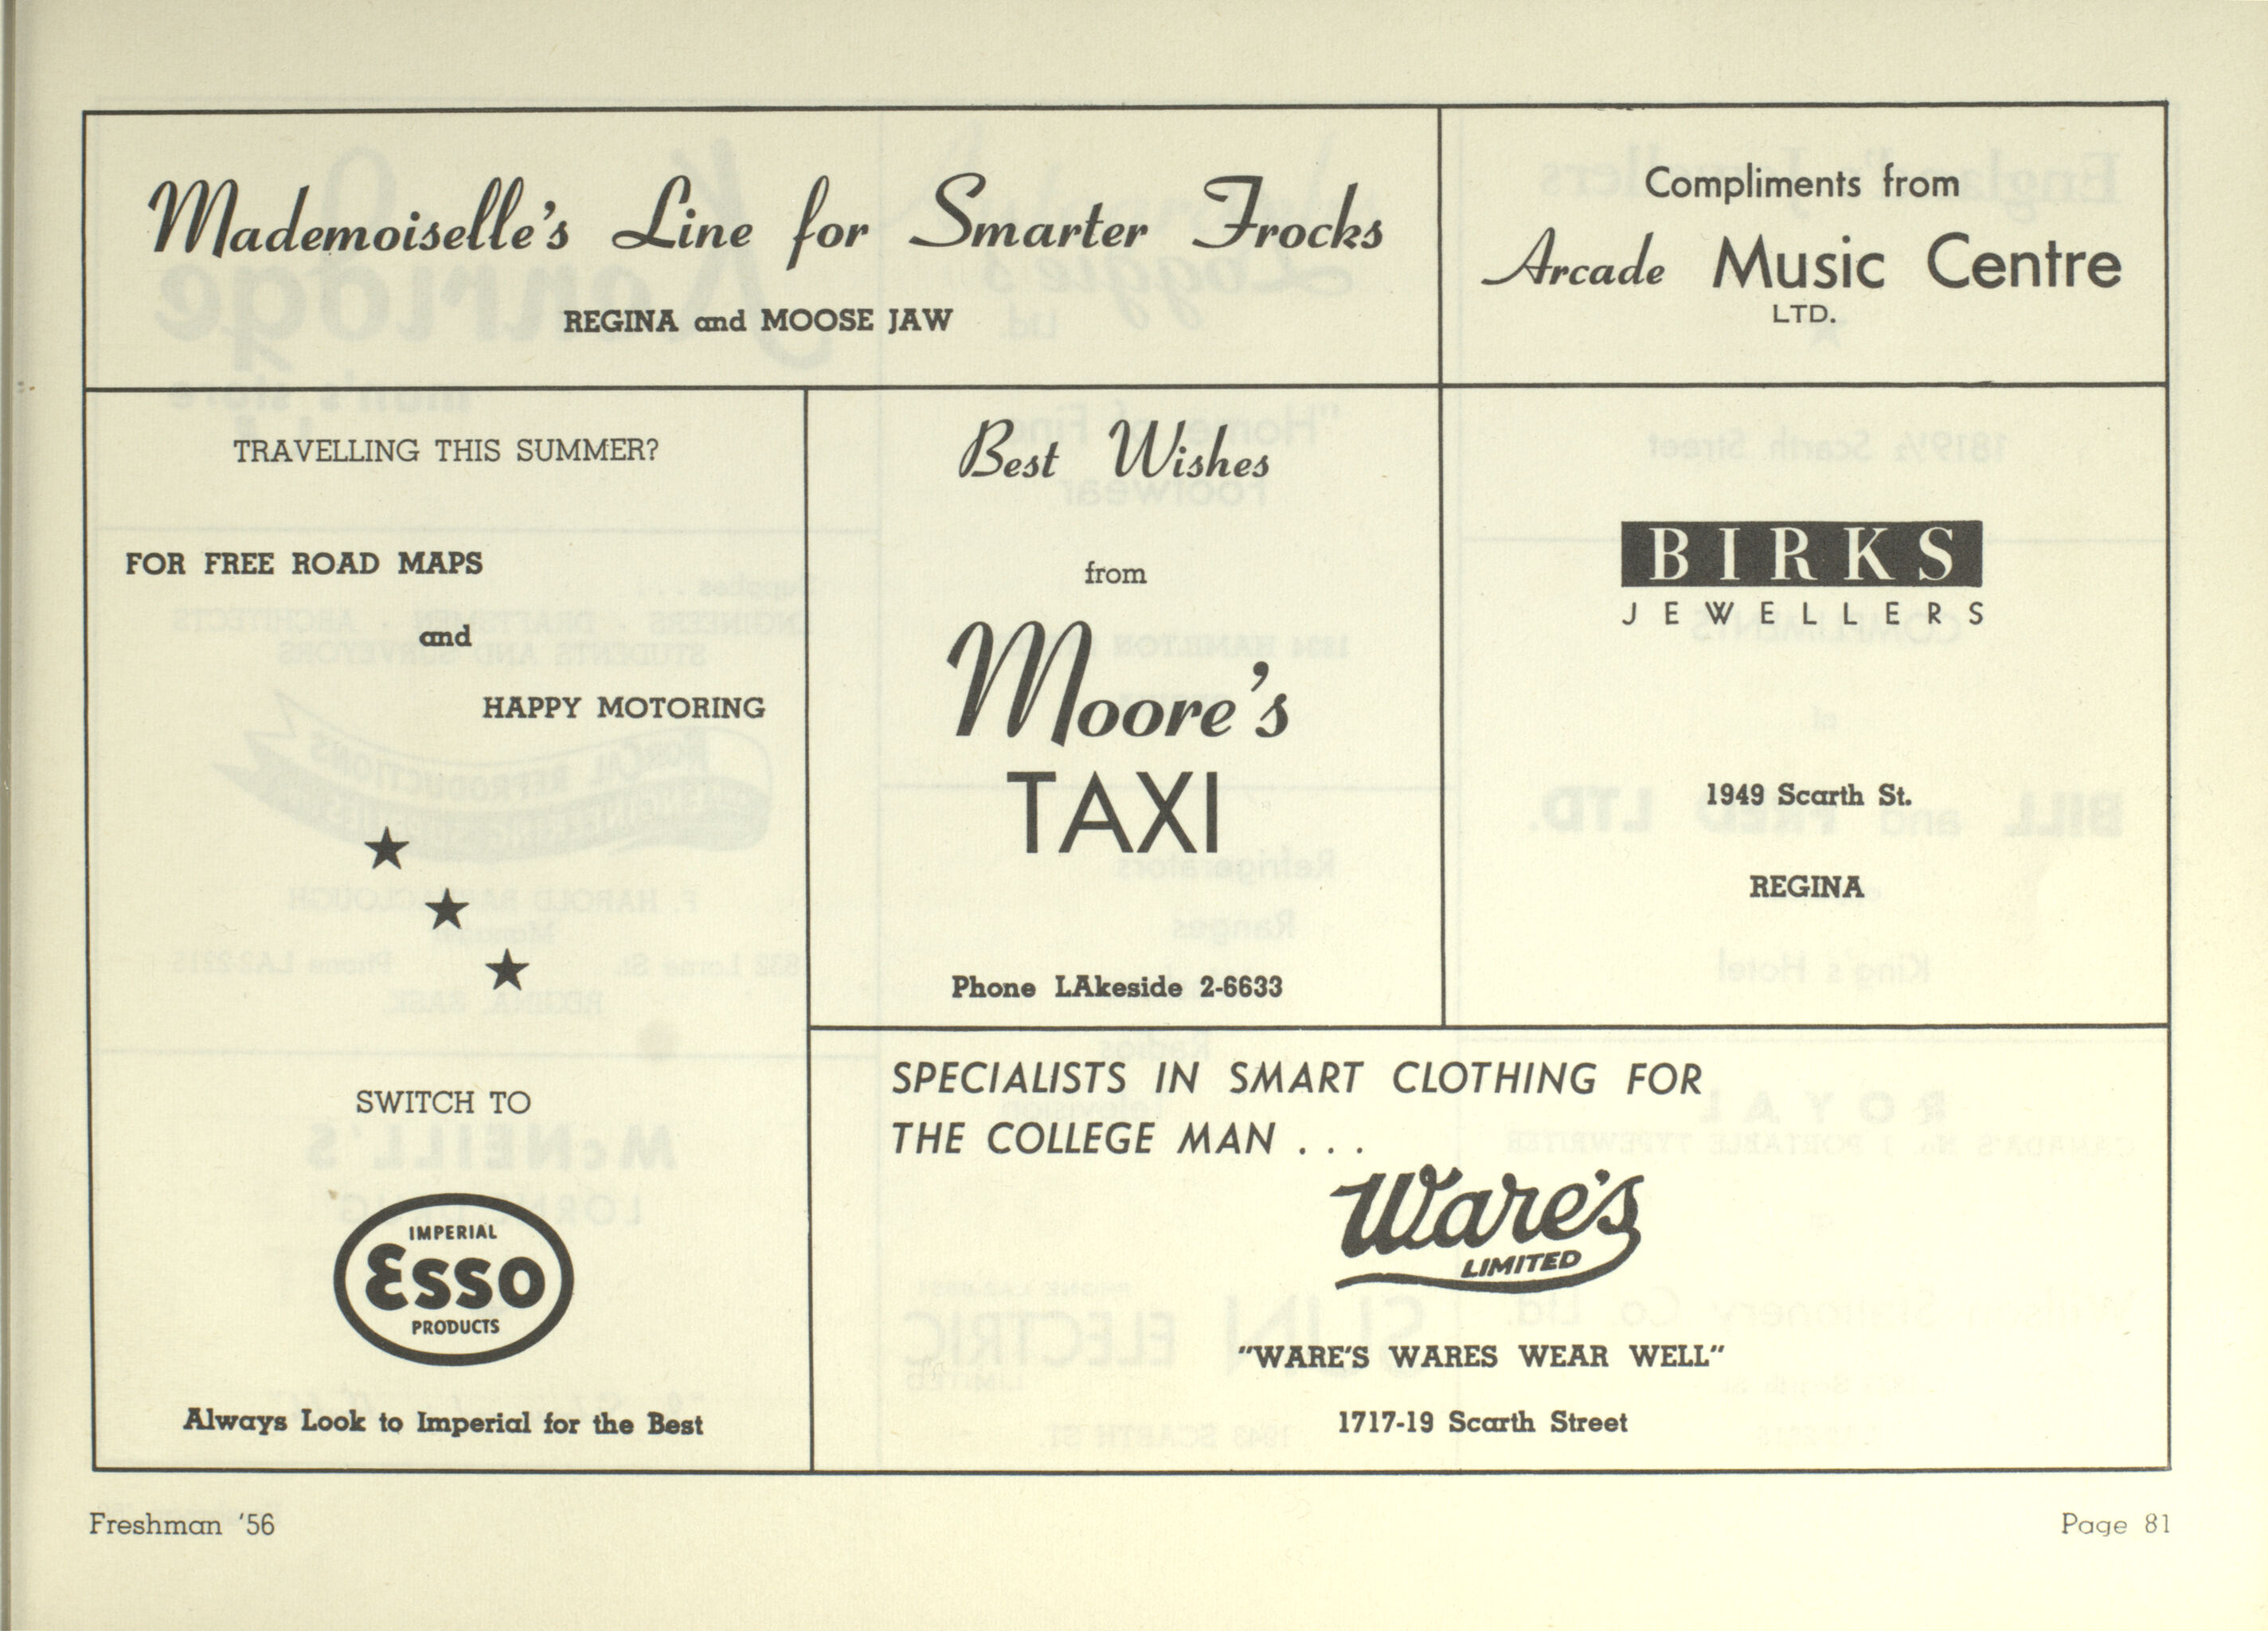 Mademoiselle's Line for Smarter Frocks
REGINA and MOOSE JAW
Compliments from
Arcade Music Centre
LTD.
TRAVELLING THIS SUMMER?
FOR FREE ROAD MAPS
and
HAPPY MOTORING
SWITCH TO
IMPERIAL
Esso
PRODUCTS
Always Look to Imperial for the Best
Best Wishes
from
Moore's
TAXI
Phone LAkeside 2-6633
BIRKS
JEWELLERS
1949 Scarth St.
REGINA
SPECIALISTS IN SMART CLOTHING FOR
THE COLLEGE MAN . . .
Ware's
LIMITED
"WARE'S WARES WEAR WELL"
1717-19 Scarth Street
Freshman '56
Page 81